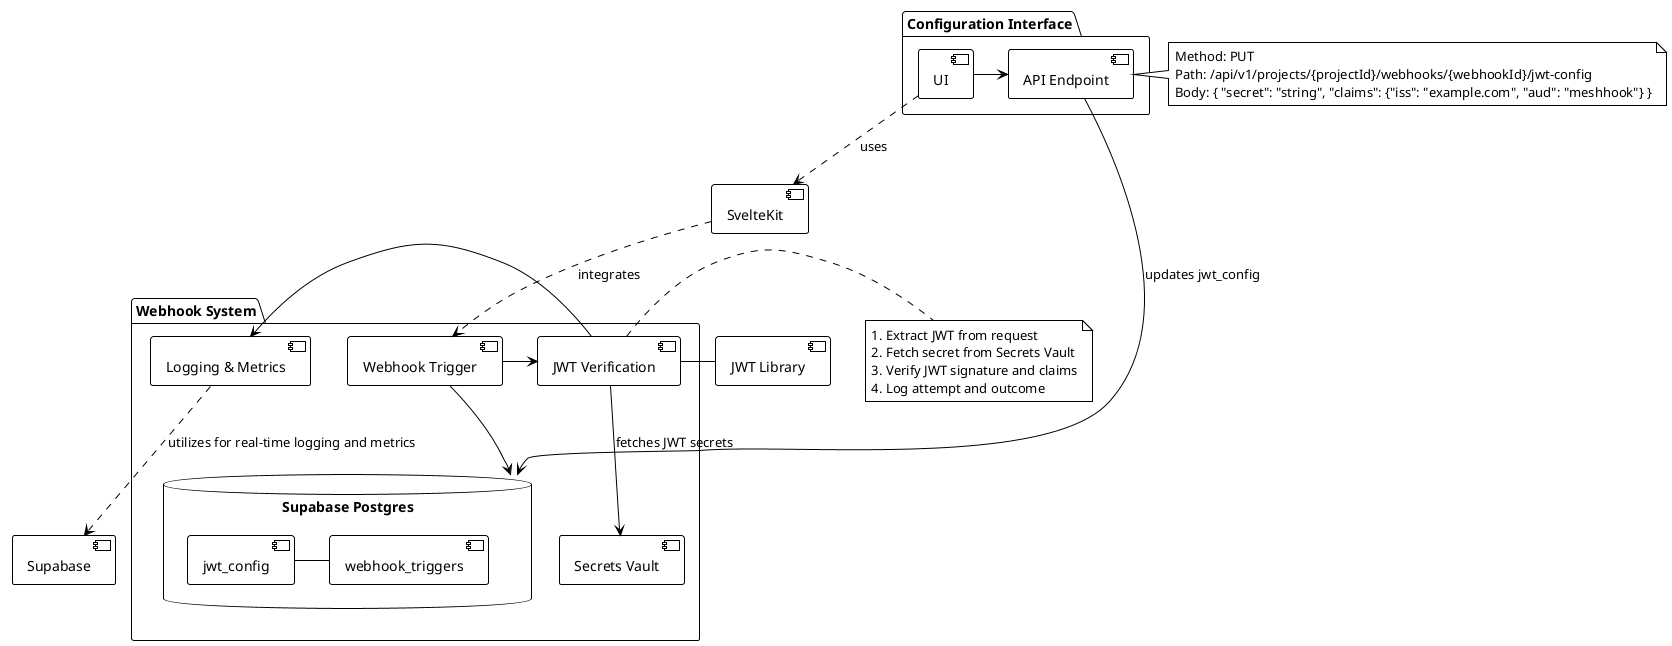 Configuration Interface
UI
API Endpoint
Method: PUT
Path: /api/v1/projects/{projectId}/webhooks/{webhookId}/jwt-config
Body: { "secret": "string", "claims": {"iss": "example.com", "aud": "meshhook"} }
uses
SvelteKit
integrates
updates jwt_config
Webhook System
Logging & Metrics
Webhook Trigger
JWT Verification
JWT Library
1. Extract JWT from request
2. Fetch secret from Secrets Vault
3. Verify JWT signature and claims
4. Log attempt and outcome
utilizes for real-time logging and metrics
fetches JWT secrets
Supabase Postgres
Supabase
jwt_config
webhook_triggers
Secrets Vault